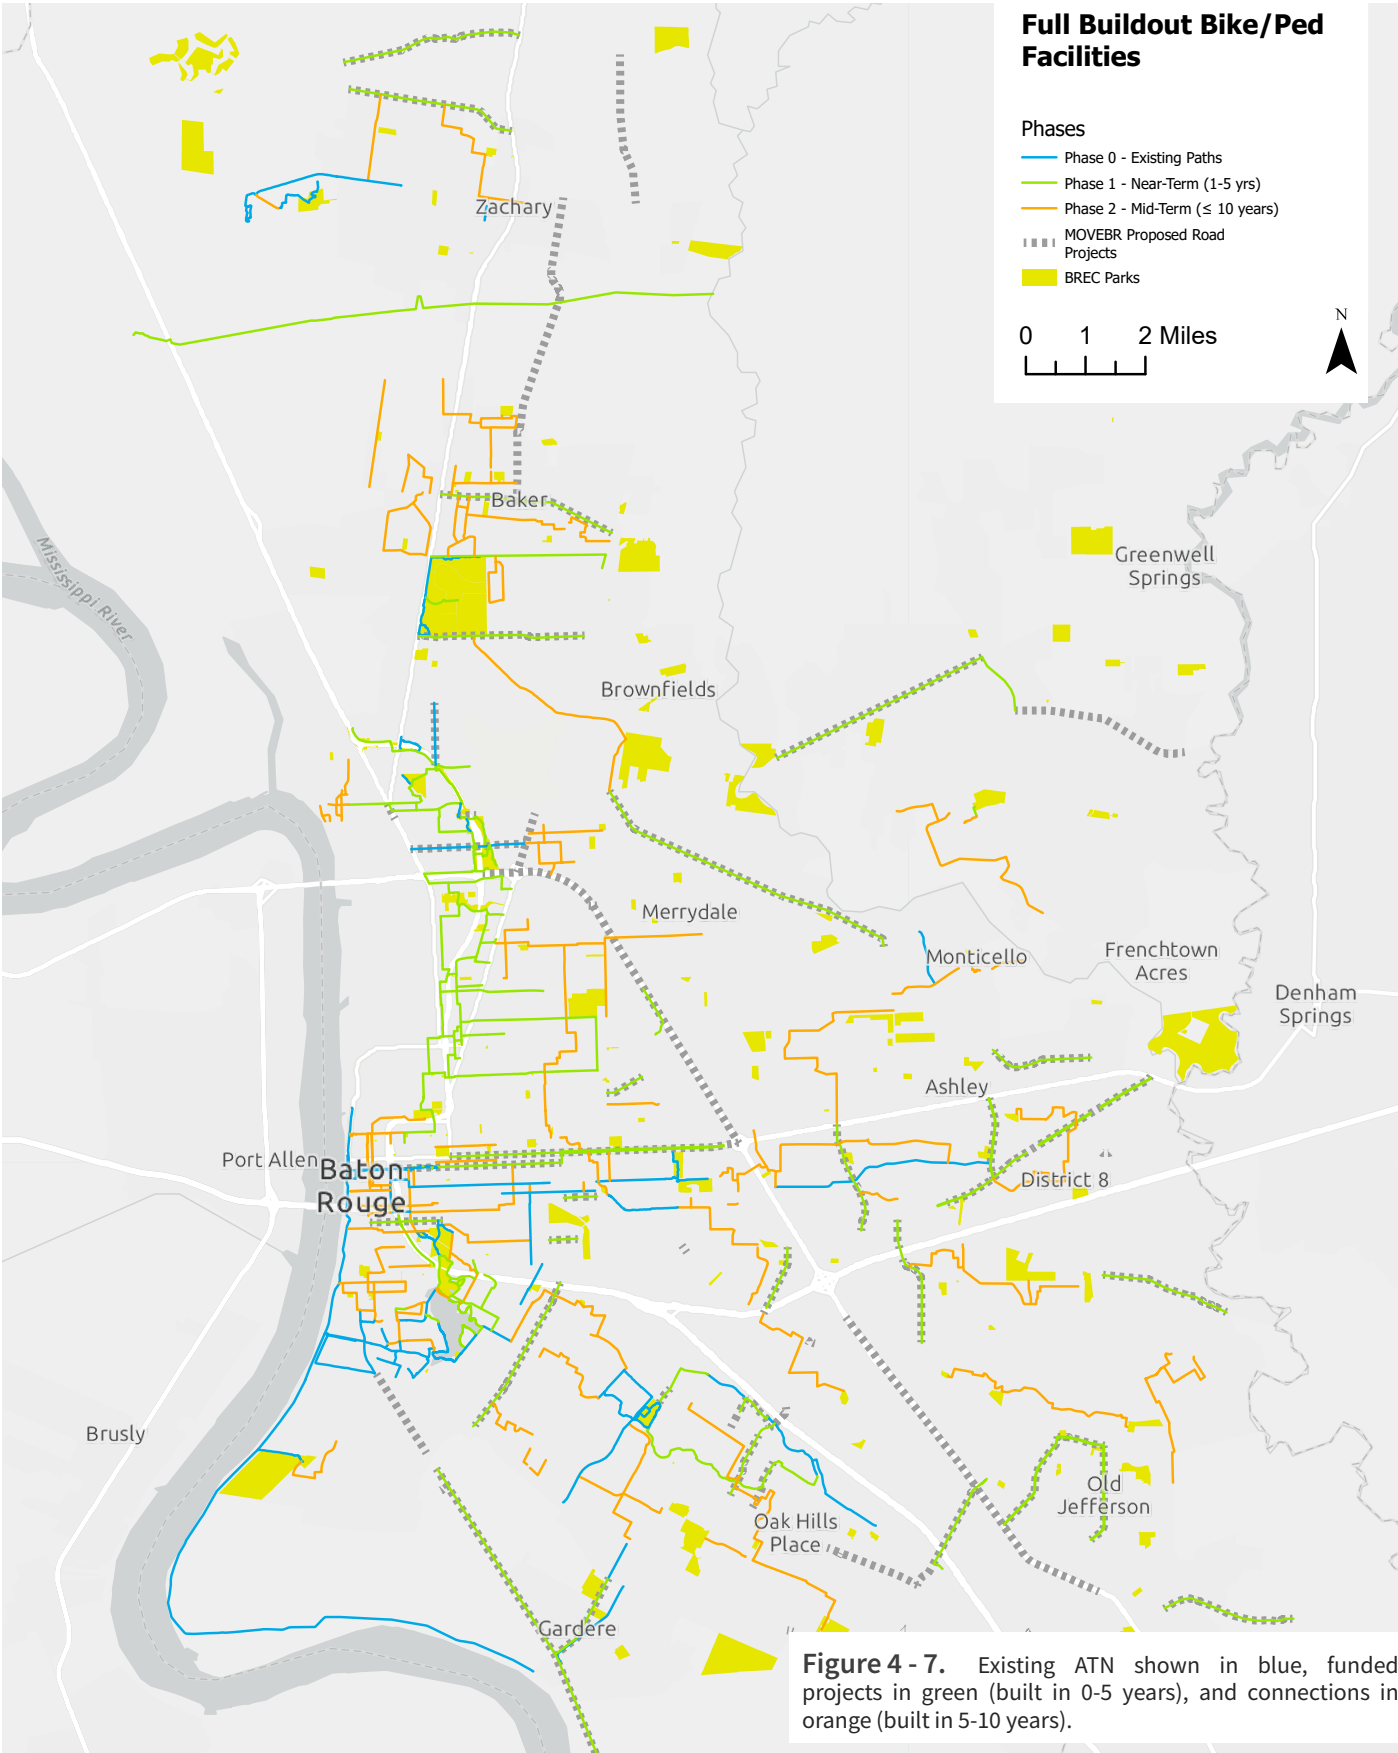 Full Buildout Bike/Ped
Facilities
Phases
Phase 0 - Existing Paths
Phase 1 - Near-Term (1-5 yrs)
Phase 2 - Mid-Term (≤ 10 years)
MOVEBR Proposed Road
Projects
BREC Parks
0 1 2 Miles
N
Zachary
Baker
Mississippi River
Greenwell
Springs
Brownfields
Merrydale
Monticello
Frenchtown
Acres
Denham
Springs
Ashley
Port Allen
Baton
Rouge
District 8
Brusly
Old
Jefferson
Oak Hills
Place
Gardere
Figure 4 - 7. Existing ATN shown in blue, funded
projects in green (built in 0-5 years), and connections in
orange (built in 5-10 years).